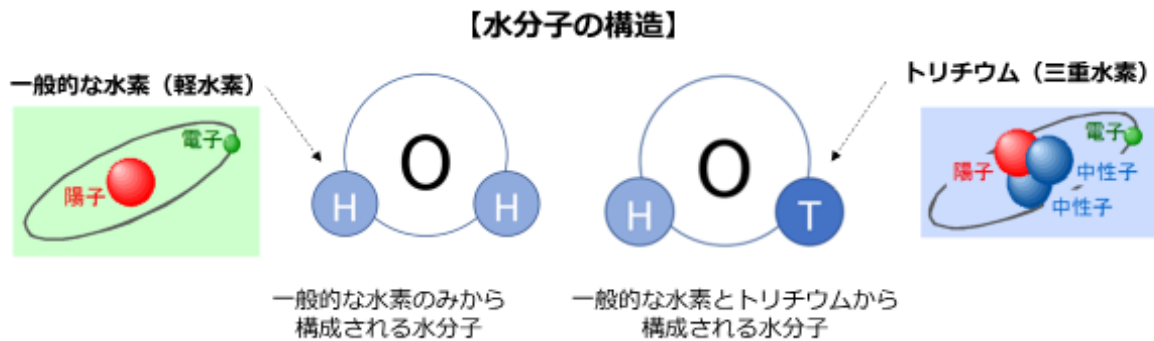 【水分子の構造】
一般的な水素（軽水素）
トリチウム（三重水素）
電子
陽子
O
H
H
O
H
T
電子
陽子
中性子
中性子
一般的な水素のみから
構成される水分子
一般的な水素とトリチウムから
構成される水分子